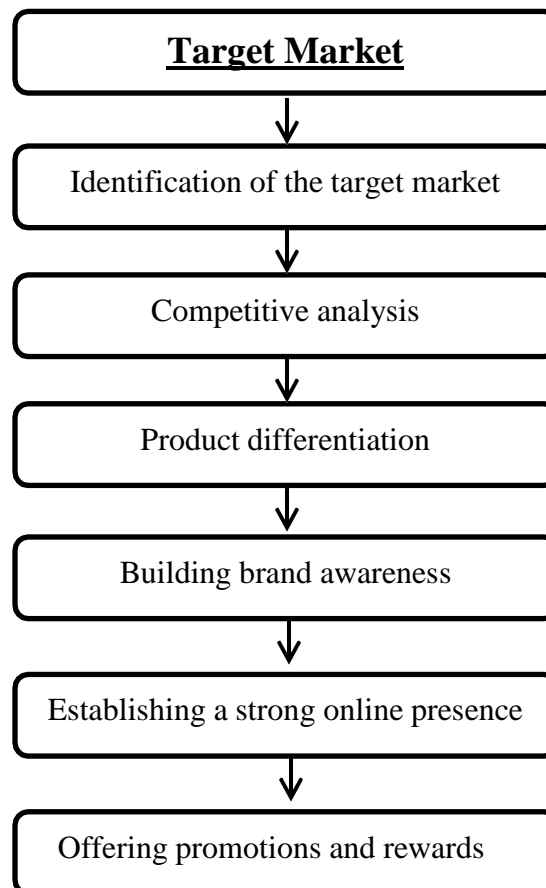 Target Market
Identification of the target market
Competitive analysis
Product differentiation
Building brand awareness
Establishing a strong online presence
Offering promotions and rewards